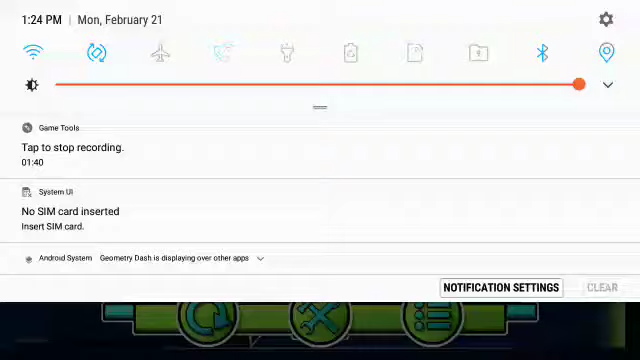 1:24 PM | Mon, February 21
Game Tools
Tap to stop recording.
01:40
System UI
No SIM card inserted
Insert SIM card.
Android System Geometry Dash is displaying over other apps
NOTIFICATION SETTINGS CLEAR